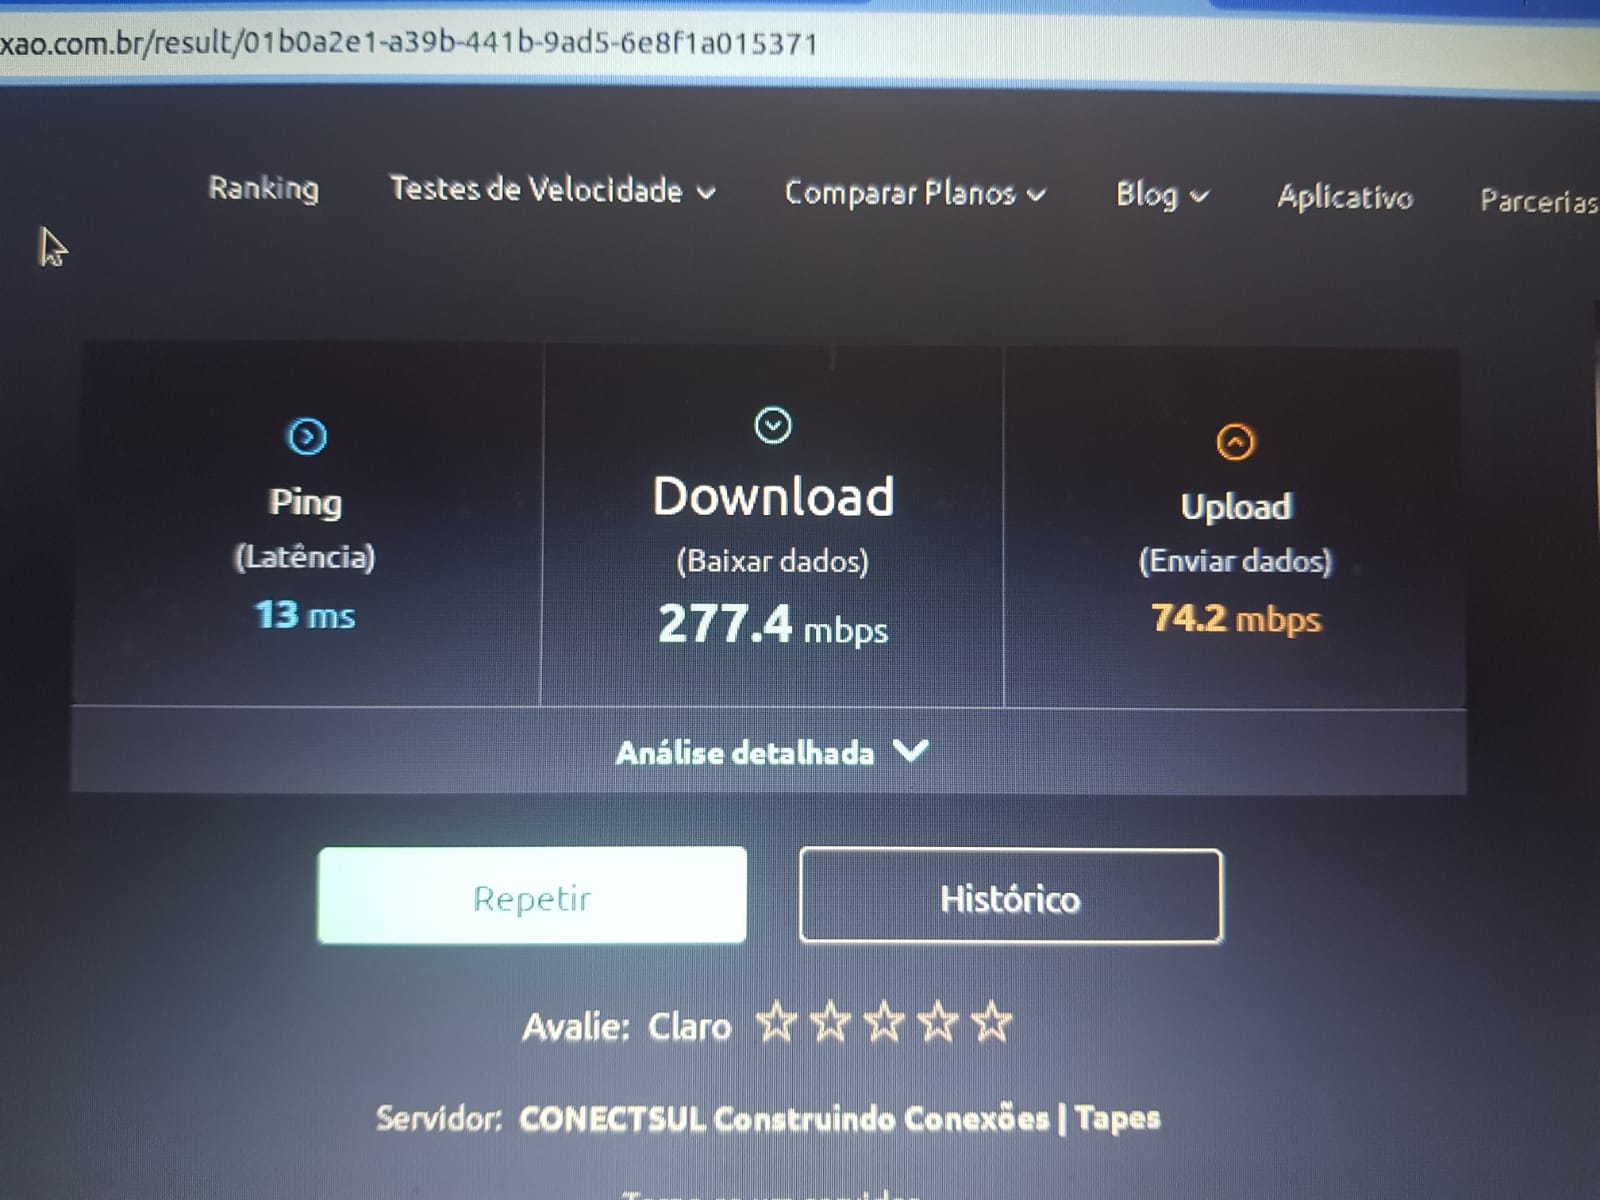 xao.com.br/result/01b0a2e1-a39b-441b-9ad5-6e8f1a015371
Ranking Testes de Velocidade Comparar Planos Blog Aplicativo Parcerias
Ping
(Latência)
13 ms
Download
(Baixar dados)
277.4 mbps
Upload
(Enviar dados)
74.2 mbps
Análise detalhada
Repetir Histórico
Avalie: Claro
Servidor: CONECTSUL Construindo Conexões | Tapes